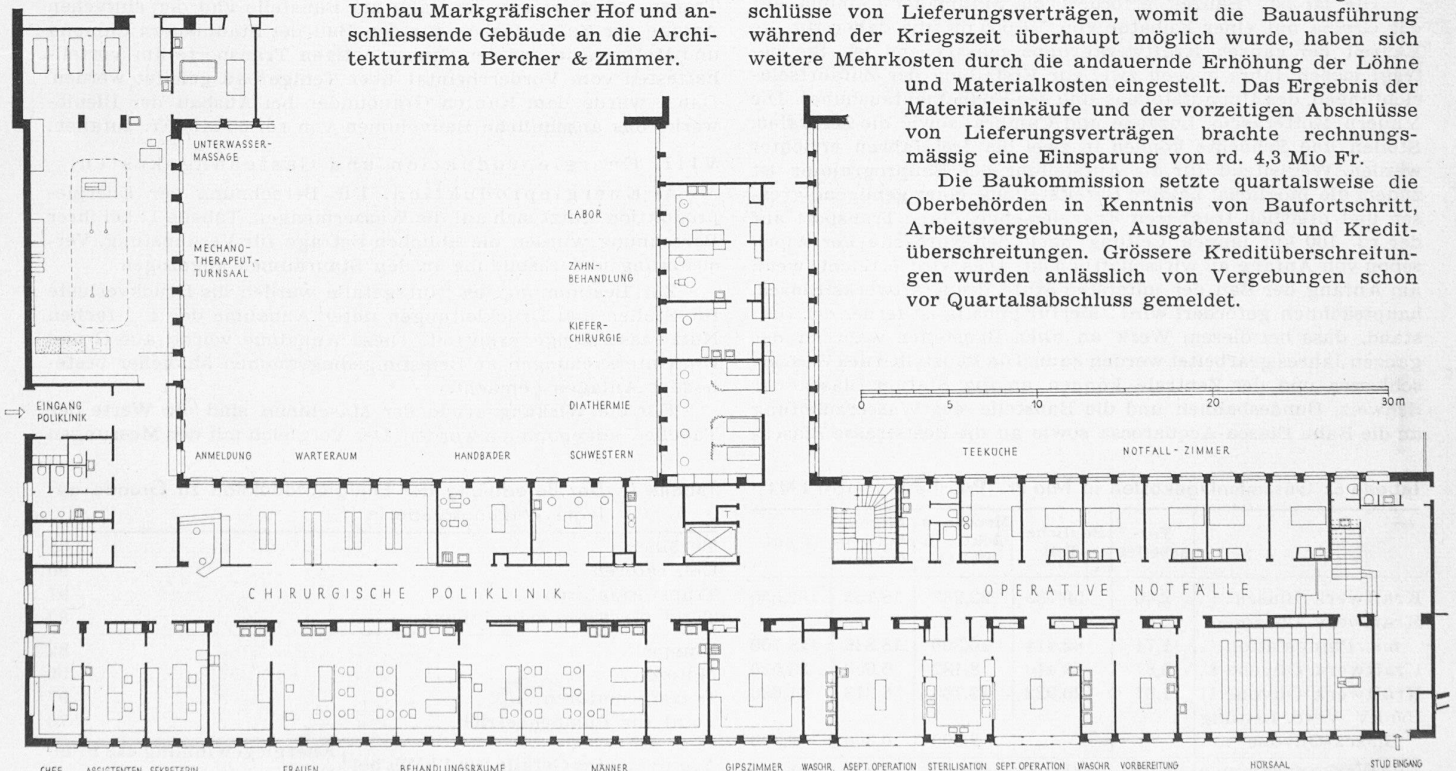 Umbau Markgräfischer Hof und an-
schliessende Gebäude an die Archi-
tekturfirma Bercher & Zimmer.
schlüsse von Lieferungsverträgen, womit die Bauausführung
während der Kriegszeit überhaupt möglich wurde, haben sich
weitere Mehrkosten durch die andauernde Erhöhung der Löhne
und Materialkosten eingestellt. Das Ergebnis der
Materialeinkäufe und langfristigen Abschlüsse
von Lieferungsverträgen brachte rechnungs-
mässig eine Einsparung von rd. 4,3 Mio Fr.
Die Baukommission setzte quartalsweise die
Oberbehörden in Kenntnis von Baufortschritt,
Arbeitsvergebungen, Ausgabenstand und Kredit-
überschreitungen. Grössere Kreditüberschreitun-
gen wurden anlässlich von Vergebungen schon
vor Quartalsabschluss gemeldet.
UNTERWASSER-
MASSAGE
MECHANO-
THERAPEUT.-
TURNSAAL
LABOR
ZAHN-
BEHANDLUNG
KIEFER-
CHIRURGIE
DIATHERMIE
EINGANG
POLIKLINIK
0 5 10 20 30m
ANMELDUNG WARTERAUM HANDBÄDER SCHWESTERN
TEEKÜCHE NOTFALL-ZIMMER
T
CHIRURGISCHE POLIKLINIK
OPERATIVE NOTFÄLLE
CHEF ASSISTENTEN SEKRETERIN FRAUEN BEHANDLUNGSRÄUME MÄNNER GIPSZIMMER WASCHR. ASEPT. OPERATION STERILISATION SEPT. OPERATION WASCHR VORBEREITUNG HÖRSAAL STUD EINGANG